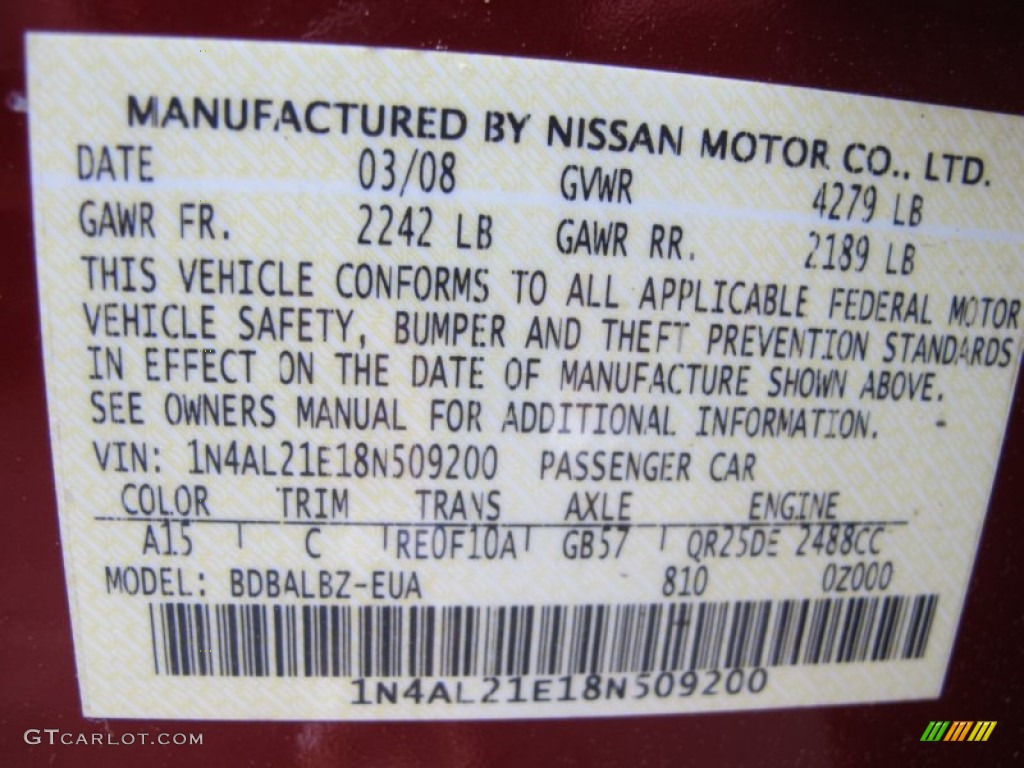 MANUFACTURED BY NISSAN MOTOR CO., LTD.
DATE 03/08 GVWR 4279 LB
GAWR FR. 2242 LB GAWR RR. 2189 LB
THIS VEHICLE CONFORMS TO ALL APPLICABLE FEDERAL MOTOR
VEHICLE SAFETY, BUMPER AND THEFT PREVENTION STANDARDS
IN EFFECT ON THE DATE OF MANUFACTURE SHOWN ABOVE.
SEE OWNERS MANUAL FOR ADDITIONAL INFORMATION.
VIN: 1N4AL21E18N509200 PASSENGER CAR
COLOR TRIM TRANS AXLE ENGINE
A15 C RE0F10A GB57 QR25DE 2488CC
MODEL: BDBALBZ-EUA 810 0Z000
1N4AL21E18N509200
GTCARLOT.COM